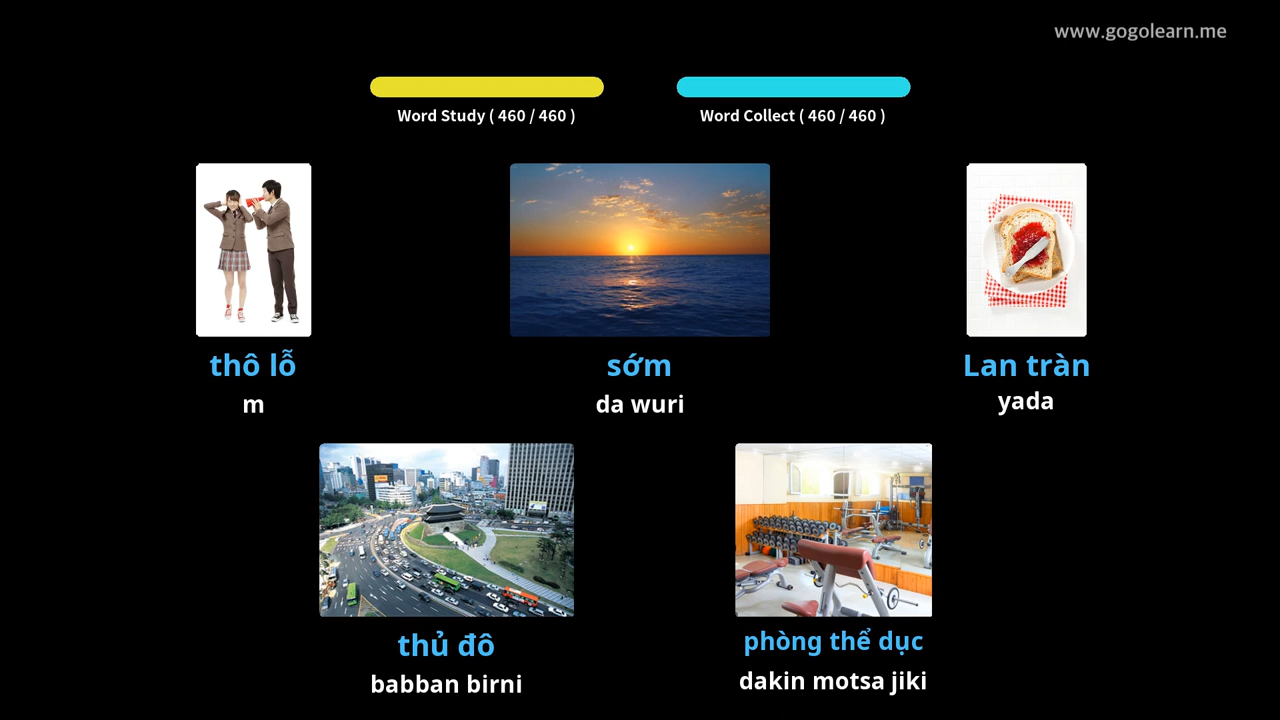 www.gogolearn.me
Word Study ( 460 / 460 )
Word Collect ( 460 / 460 )
thô lỗ
m
sớm
da wuri
Lan tràn
yada
thủ đô
babban birni
phòng thể dục
dakin motsa jiki